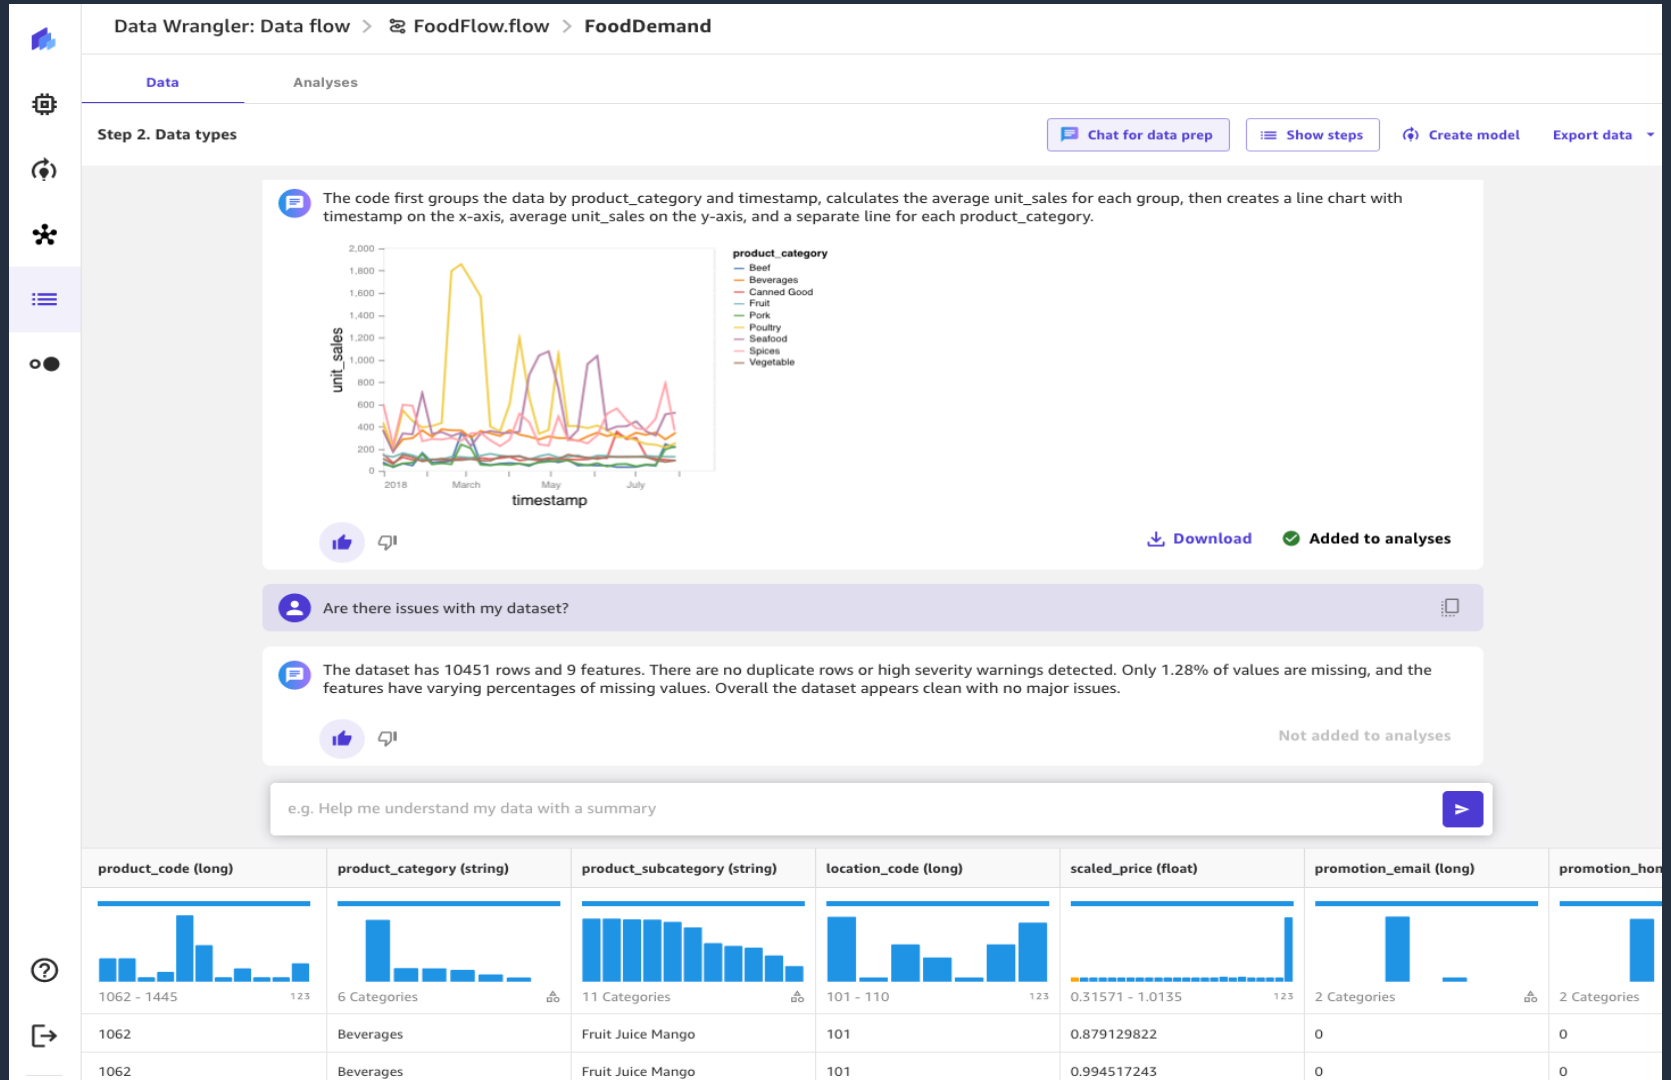 Data Wrangler: Data flow > FoodFlow.flow > FoodDemand
Data
Analyses
Step 2. Data types
Chat for data prep
Show steps
Create model
Export data
The code first groups the data by product_category and timestamp, calculates the average unit_sales for each group, then creates a line chart with
timestamp on the x-axis, average unit_sales on the y-axis, and a separate line for each product_category.
2,000
1,800
1,600
1,400
1,200
1,000
800
600
400
200
0
unit_sales
2018
March
May
July
timestamp
product_category
Beef
Beverages
Canned Good
Fruit
Pork
Poultry
Seafood
Spices
Vegetable
Download
Added to analyses
Are there issues with my dataset?
The dataset has 10451 rows and 9 features. There are no duplicate rows or high severity warnings detected. Only 1.28% of values are missing, and the
features have varying percentages of missing values. Overall the dataset appears clean with no major issues.
Not added to analyses
e.g. Help me understand my data with a summary
product_code (long)
product_category (string)
product_subcategory (string)
location_code (long)
scaled_price (float)
promotion_email (long)
promotion_hon
1062 - 1445
123
6 Categories
11 Categories
101 - 110
123
0.31571 - 1.0135
123
2 Categories
2 Categories
1062
Beverages
Fruit Juice Mango
101
0.879129822
0
0
1062
Beverages
Fruit Juice Mango
101
0.994517243
0
0